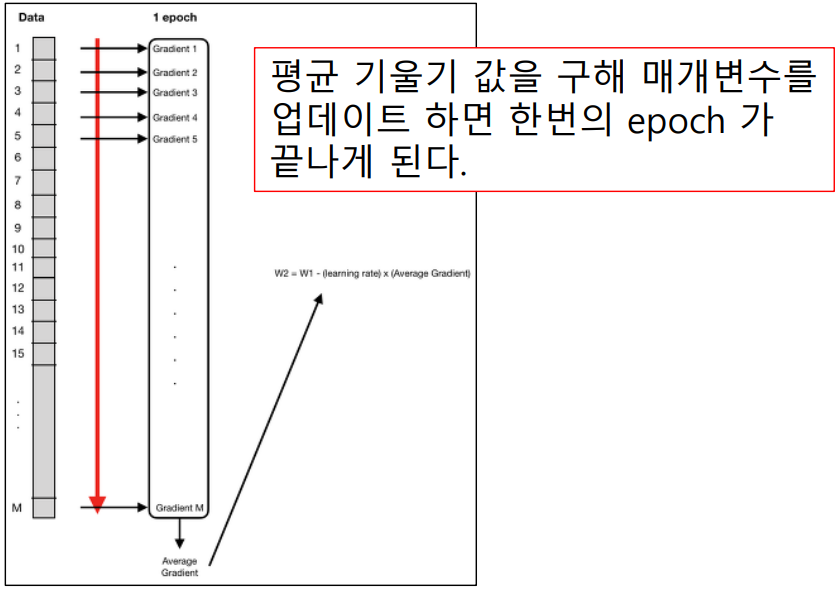 Data
1 epoch
1
2
3
4
5
6
7
8
9
10
11
12
13
14
15
.
.
.
M
Gradient 1
Gradient 2
Gradient 3
Gradient 4
Gradient 5
.
.
.
.
.
.
Gradient M
Average
Gradient
W2 = W1 - (learning rate) x (Average Gradient)
평균 기울기 값을 구해 매개변수를
업데이트 하면 한번의 epoch 가
끝나게 된다.